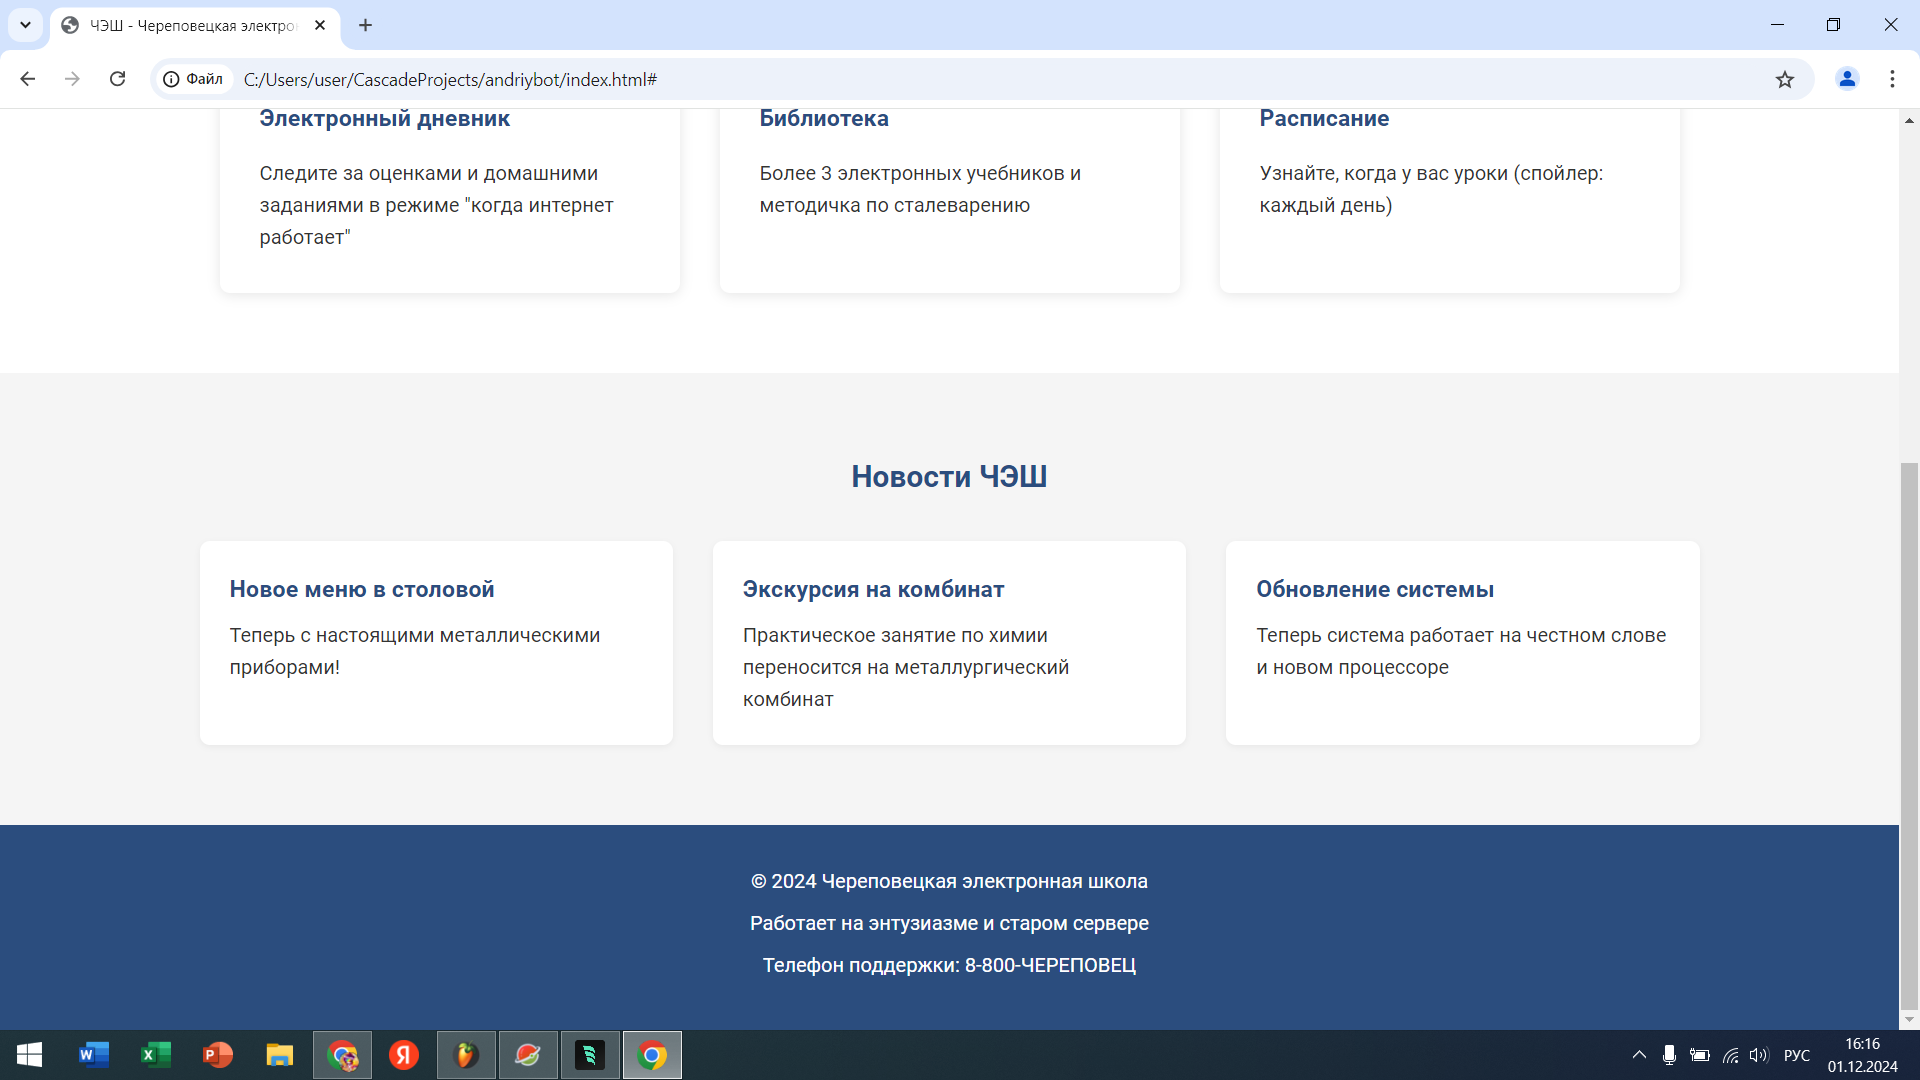 ЧЭШ - Череповецкая электро
Файл
C:/Users/user/CascadeProjects/andriybot/index.html#
Электронный дневник
Следите за оценками и домашними
заданиями в режиме "когда интернет
работает"
Библиотека
Более 3 электронных учебников и
методичка по сталеварению
Расписание
Узнайте, когда у вас уроки (спойлер:
каждый день)
Новости ЧЭШ
Новое меню в столовой
Теперь с настоящими металлическими
приборами!
Экскурсия на комбинат
Практическое занятие по химии
переносится на металлургический
комбинат
Обновление системы
Теперь система работает на честном слове
и новом процессоре
© 2024 Череповецкая электронная школа
Работает на энтузиазме и старом сервере
Телефон поддержки: 8-800-ЧЕРЕПОВЕЦ
РУС
16:16
01.12.2024